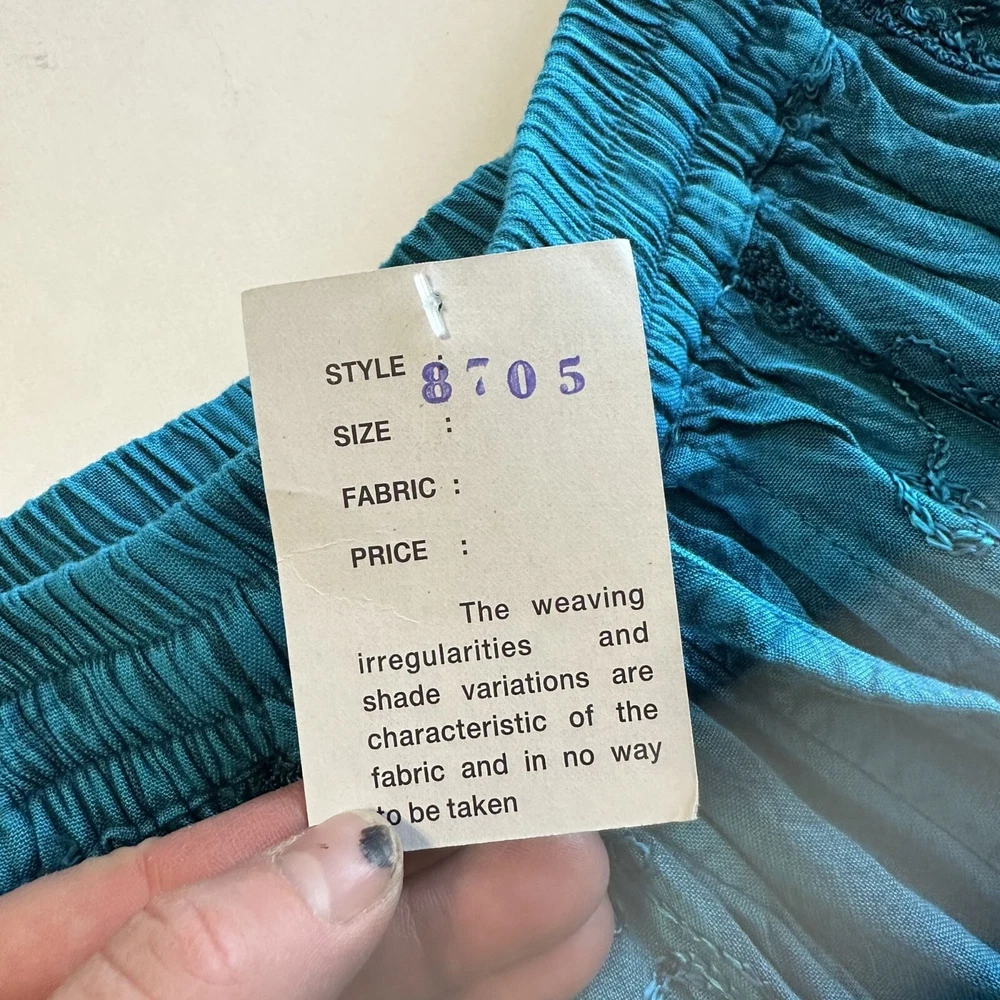 STYLE : 8705
SIZE :
FABRIC :
PRICE :
The weaving
irregularities and
shade variations are
characteristic of the
fabric and in no way
to be taken